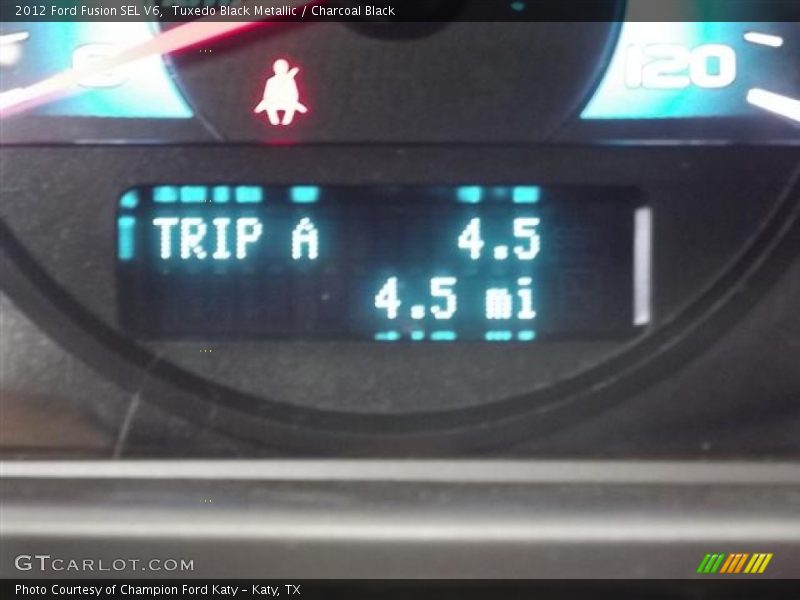 2012 Ford Fusion SEL V6, Tuxedo Black Metallic / Charcoal Black
120
TRIP A 4.5
4.5 mi
GTCARLOT.COM
Photo Courtesy of Champion Ford Katy - Katy, TX